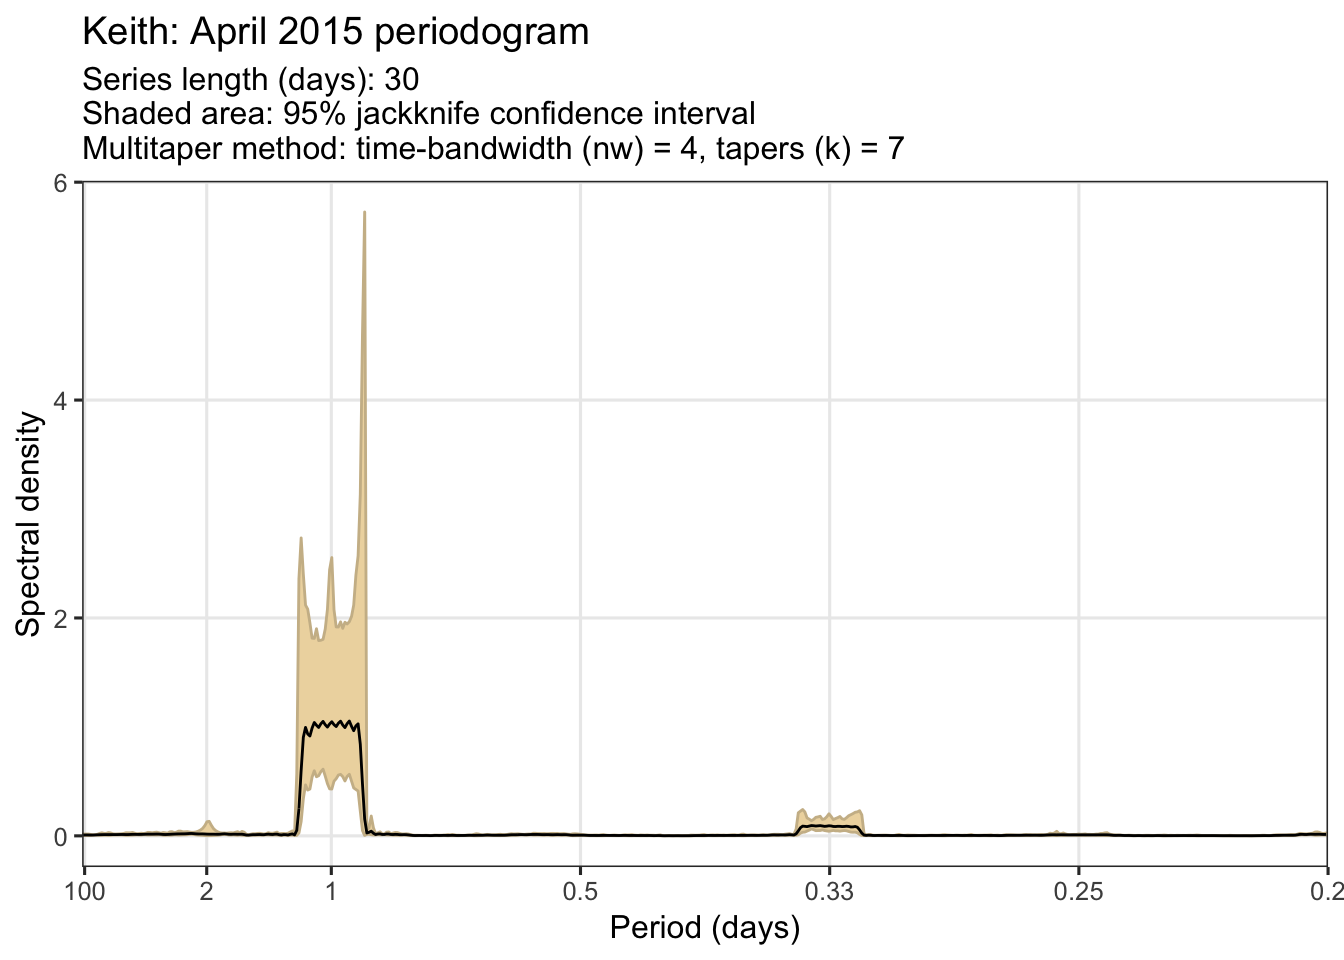 Keith: April 2015 periodogram
Series length (days): 30
Shaded area: 95% jackknife confidence interval
Multitaper method: time-bandwidth (nw) = 4, tapers (k) = 7
6
4
2
0
Spectral density
100 2 1 0.5 0.33 0.25 0.2
Period (days)